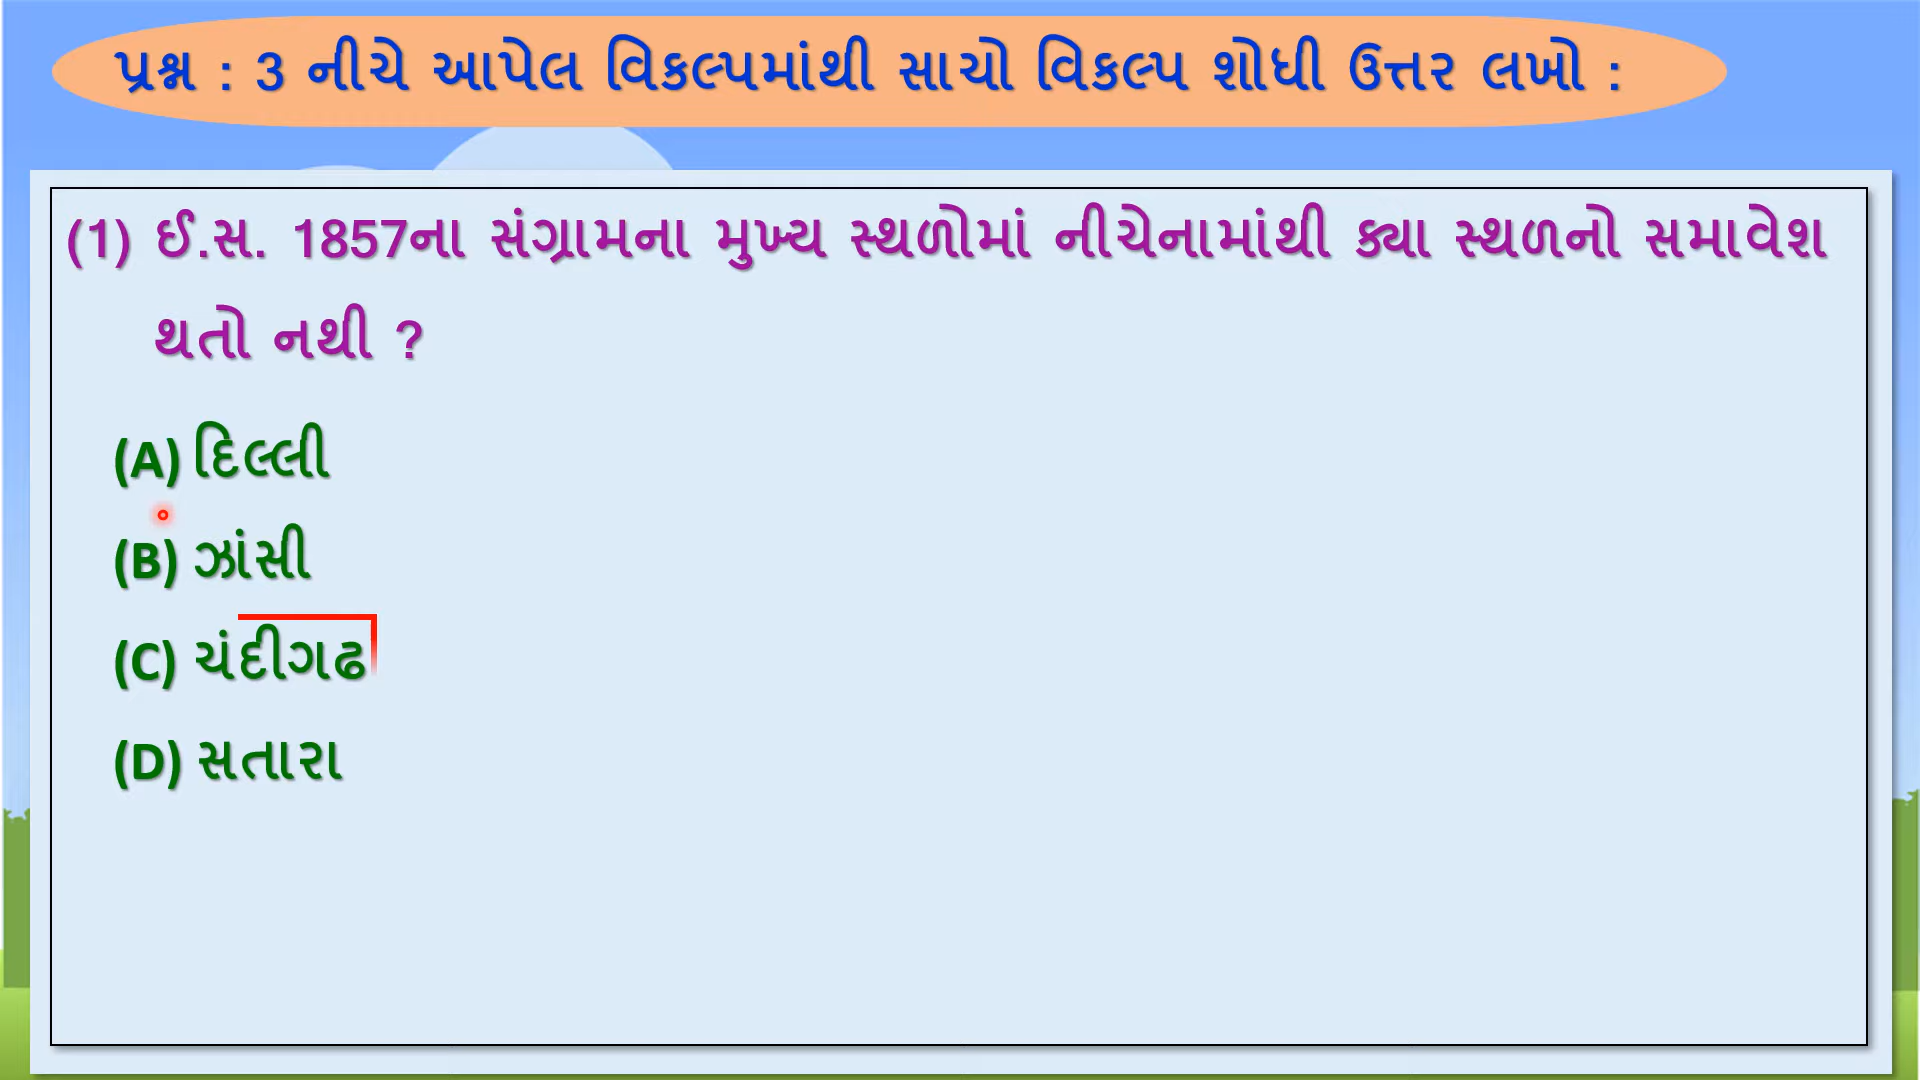 પ્રશ્ન : 3 નીચે આપેલ વિકલ્પમાંથી સાચો વિકલ્પ શોધી ઉત્તર લખો :
(1) ઈ.સ. 1857ના સંગ્રામના મુખ્ય સ્થળોમાં નીચેનામાંથી ક્યા સ્થળનો સમાવેશ
થતો નથી ?
(A) દિલ્લી
(B) ઝાંસી
(C) ચંદીગઢ
(D) સતારા